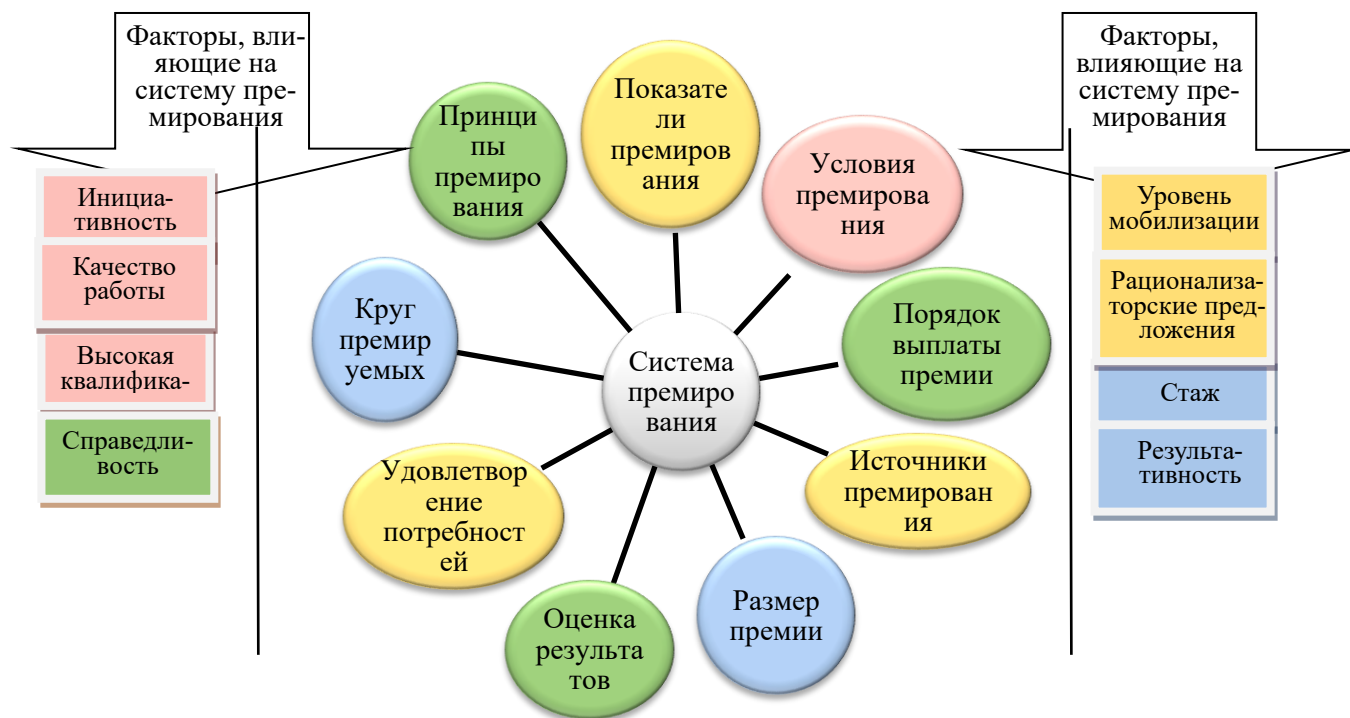 Факторы, вли-
яющие на
систему пре-
мирования
Инициа-
тивность
Качество
работы
Высокая
квалифика-
Справедли-
вость
Принци
пы
премиро
вания
Показате
ли
премиров
ания
Условия
премирова
ния
Круг
премир
уемых
Порядок
выплаты
премии
Система
премиро
вания
Удовлетвор
ение
потребност
ей
Источники
премирован
ия
Оценка
результа
тов
Размер
премии
Факторы,
влияющие на
систему пре-
мирования
Уровень
мобилизации
Рационализа-
торские пред-
ложения
Стаж
Результа-
тивность